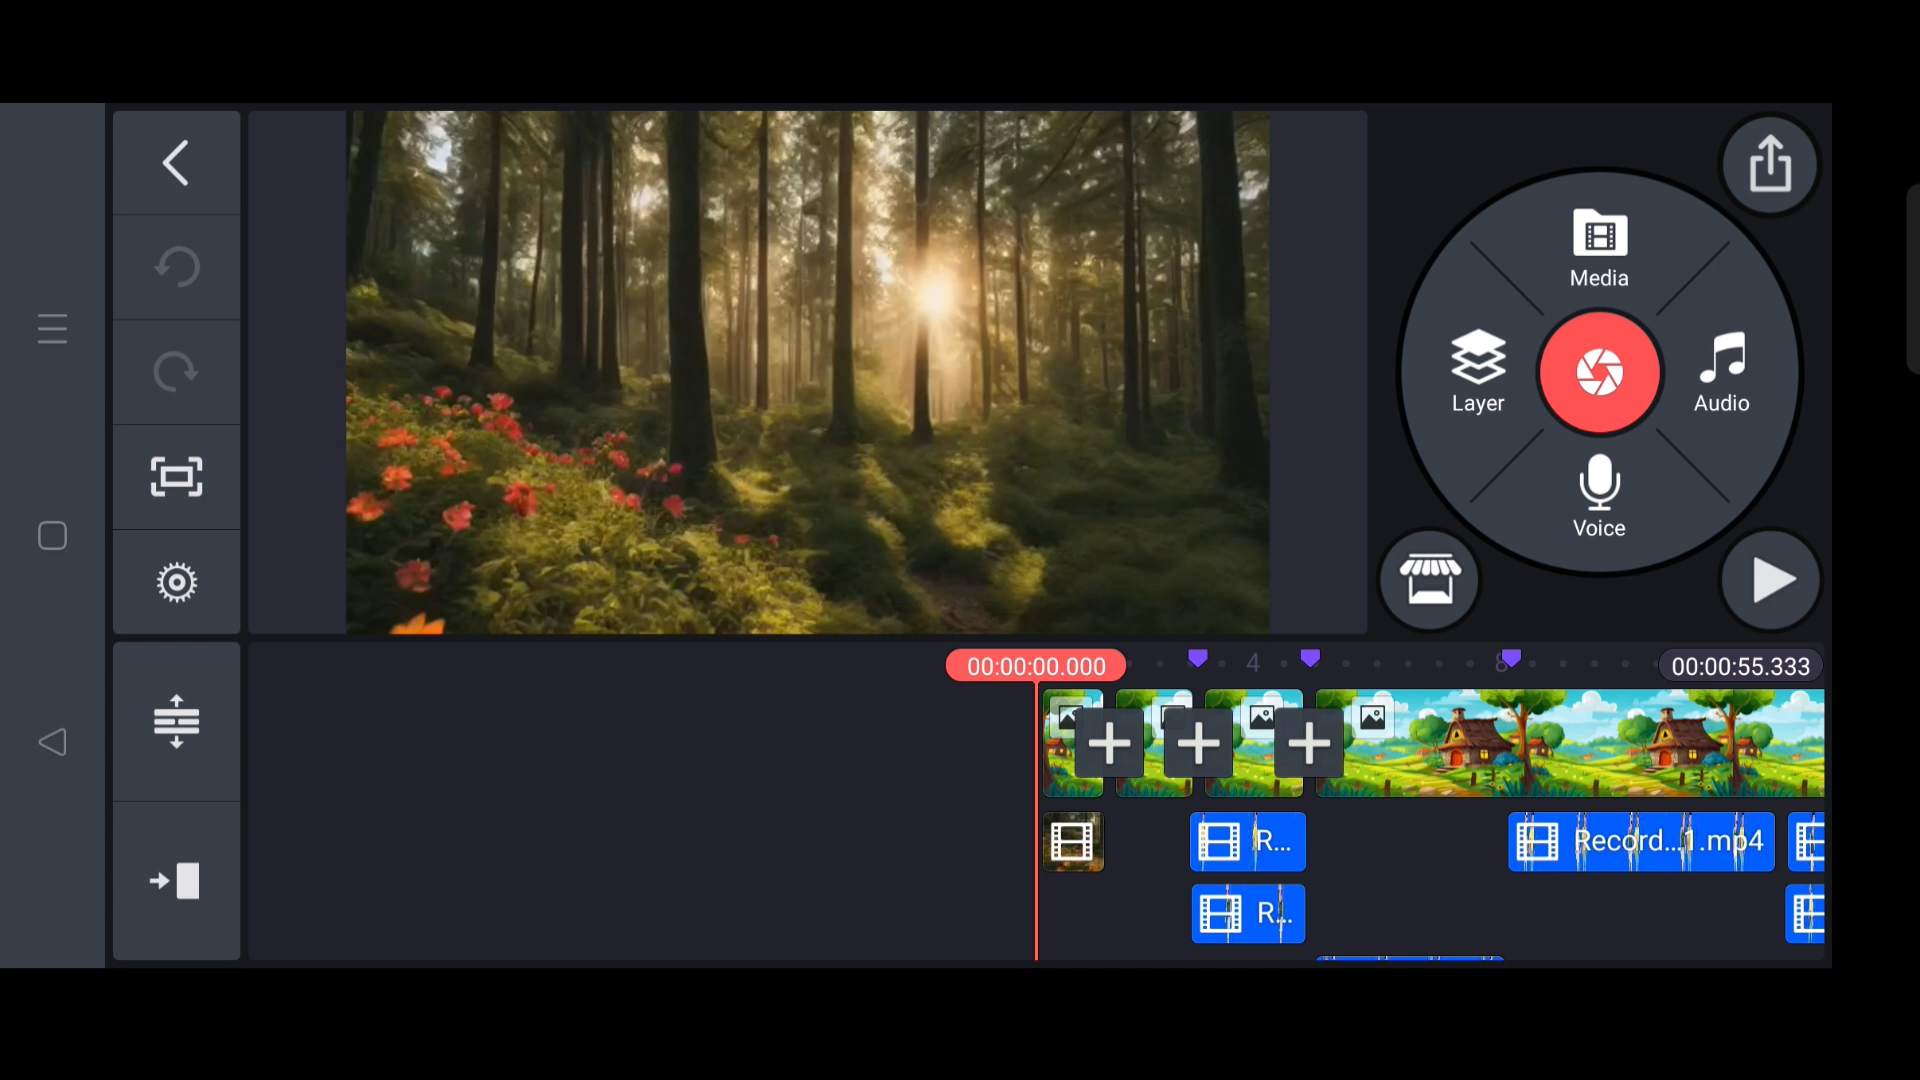 Media
Layer
Audio
Voice
00:00:00.000
4
8
00:00:55.333
R...
Record...1.mp4
R...